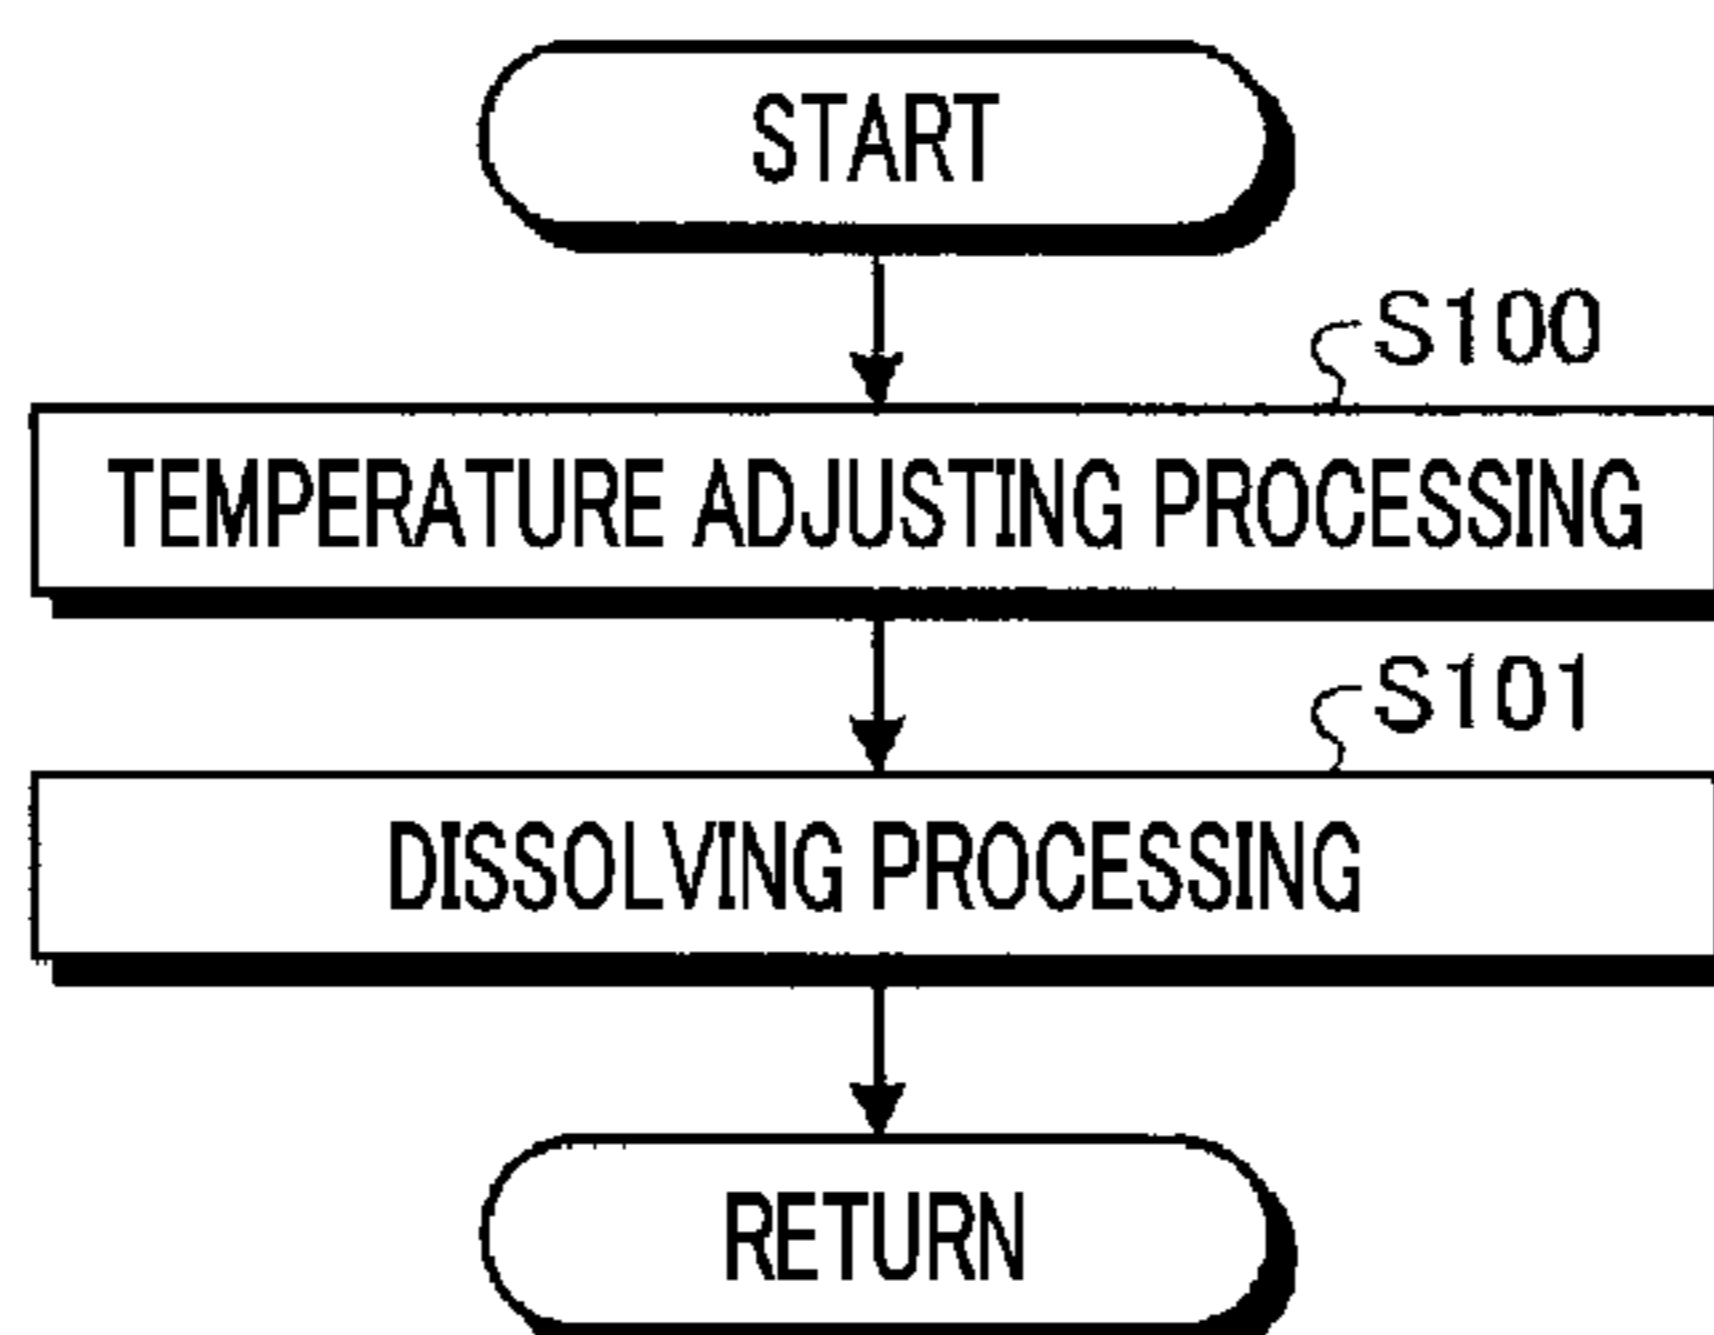 START
S100
TEMPERATURE ADJUSTING PROCESSING
S101
DISSOLVING PROCESSING
RETURN